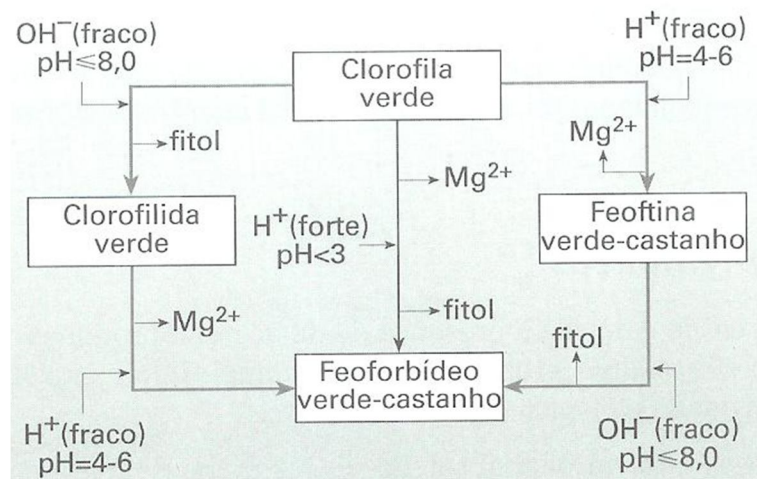 OH⁻(fraco)
pH⩽8,0
Clorofila
verde
H⁺(fraco)
pH=4-6
fitol
Mg²⁺
Mg²⁺
Clorofilida
verde
H⁺(forte)
pH<3
Feoftina
verde-castanho
Mg²⁺
fitol
fitol
Feoforbídeo
verde-castanho
H⁺(fraco)
pH=4-6
OH⁻(fraco)
pH⩽8,0